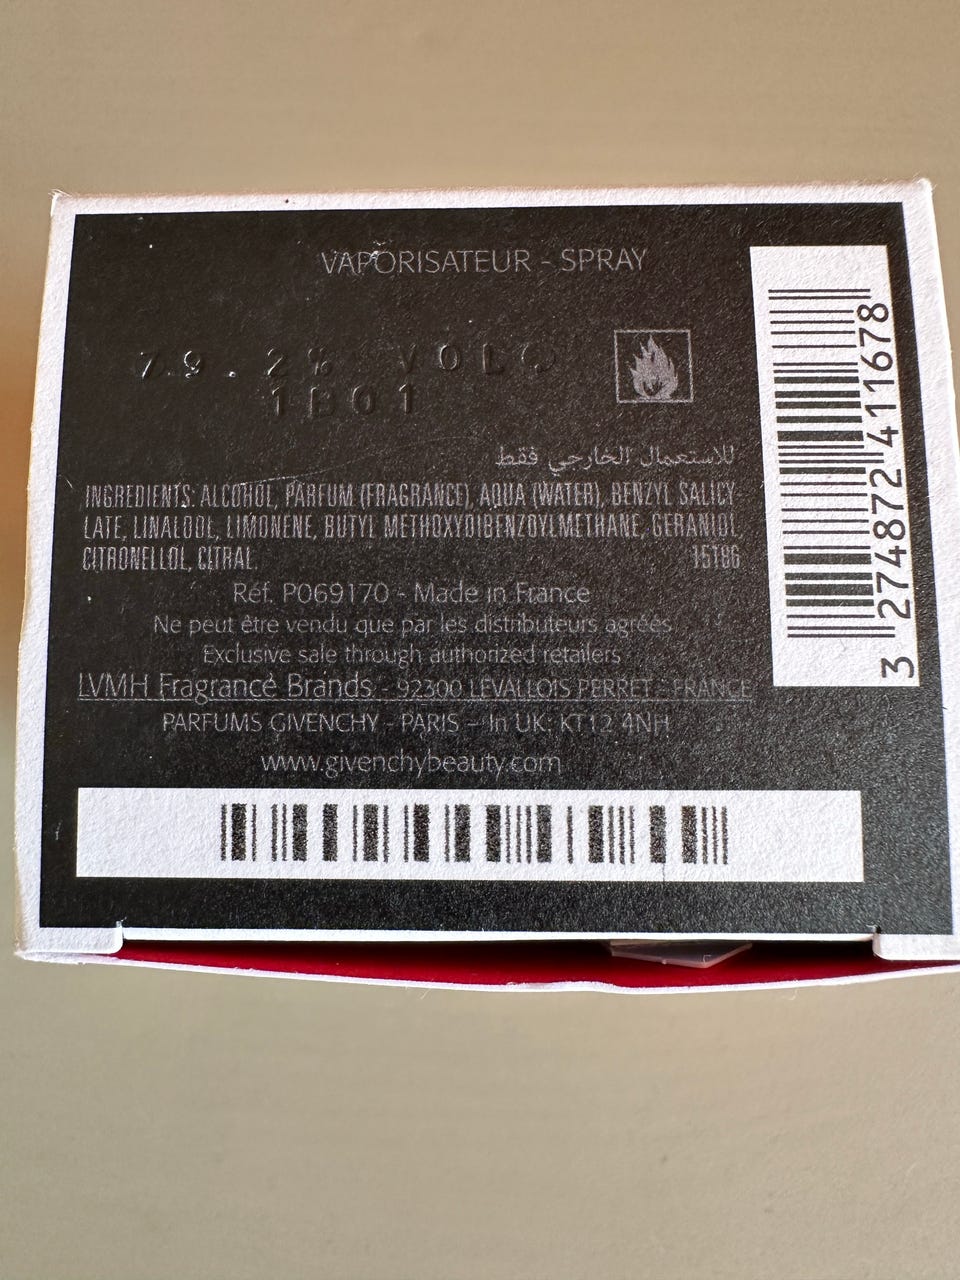 VAPORISATEUR - SPRAY
79.2% VOL
1B01
للاستعمال الخارجي فقط
INGREDIENTS: ALCOHOL, PARFUM (FRAGRANCE), AQUA (WATER), BENZYL SALICY
LATE, LINALOOL, LIMONENE, BUTYL METHOXYDIBENZOYLMETHANE, GERANIOL,
CITRONELLOL, CITRAL.
15186
Réf. P069170 - Made in France
Ne peut être vendu que par les distributeurs agréés
Exclusive sale through authorized retailers
LVMH Fragrance Brands - 92300 LEVALLOIS PERRET - FRANCE
PARFUMS GIVENCHY - PARIS – In UK: KT12 4NH
www.givenchybeauty.com
3 274872 411678